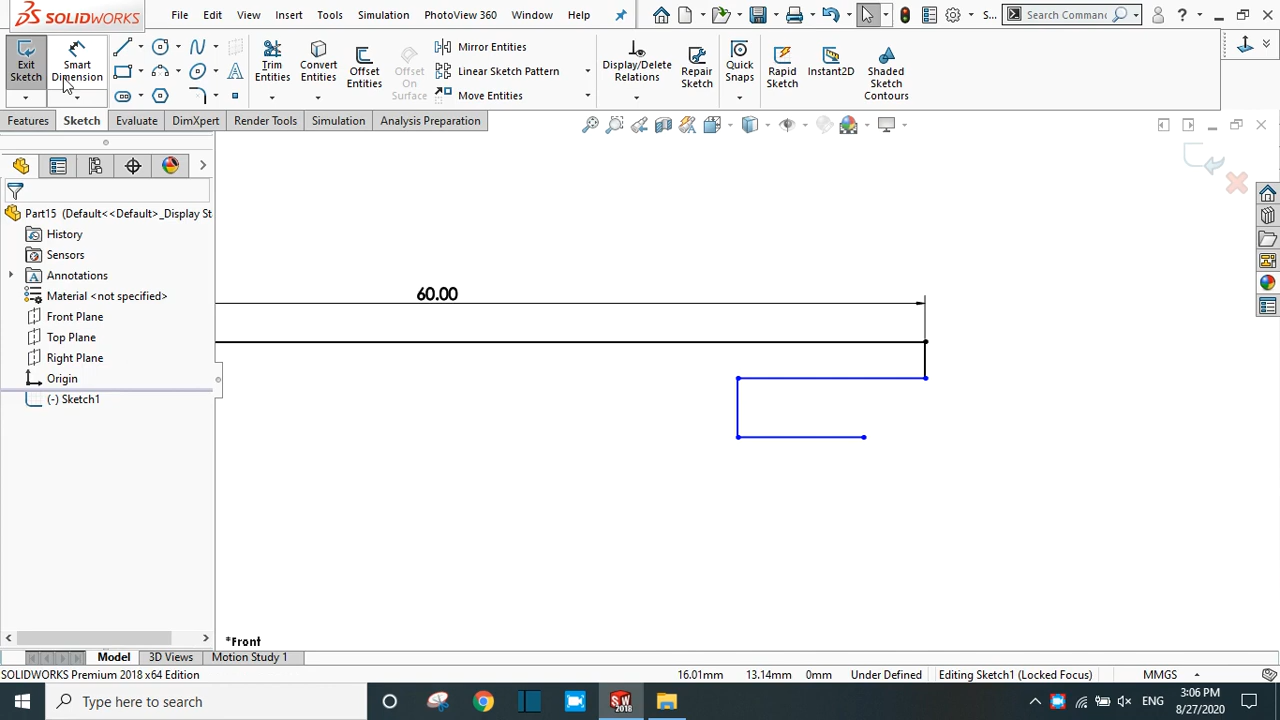 SOLIDWORKS
File Edit View Insert Tools Simulation PhotoView 360 Window Help
S...
Search Command
?
Exit Sketch
Smart Dimension
Trim Entities
Convert Entities
Offset Entities
Offset On Surface
Mirror Entities
Linear Sketch Pattern
Move Entities
Display/Delete Relations
Repair Sketch
Quick Snaps
Rapid Sketch
Instant2D
Shaded Sketch Contours
Features Sketch Evaluate DimXpert Render Tools Simulation Analysis Preparation
Part15 (Default<<Default>_Display St
History
Sensors
Annotations
Material <not specified>
Front Plane
Top Plane
Right Plane
Origin
(-) Sketch1
60.00
*Front
Model 3D Views Motion Study 1
SOLIDWORKS Premium 2018 x64 Edition 16.01mm 13.14mm 0mm Under Defined Editing Sketch1 (Locked Focus) MMGS
Type here to search
SW
2018
ENG
3:06 PM
8/27/2020